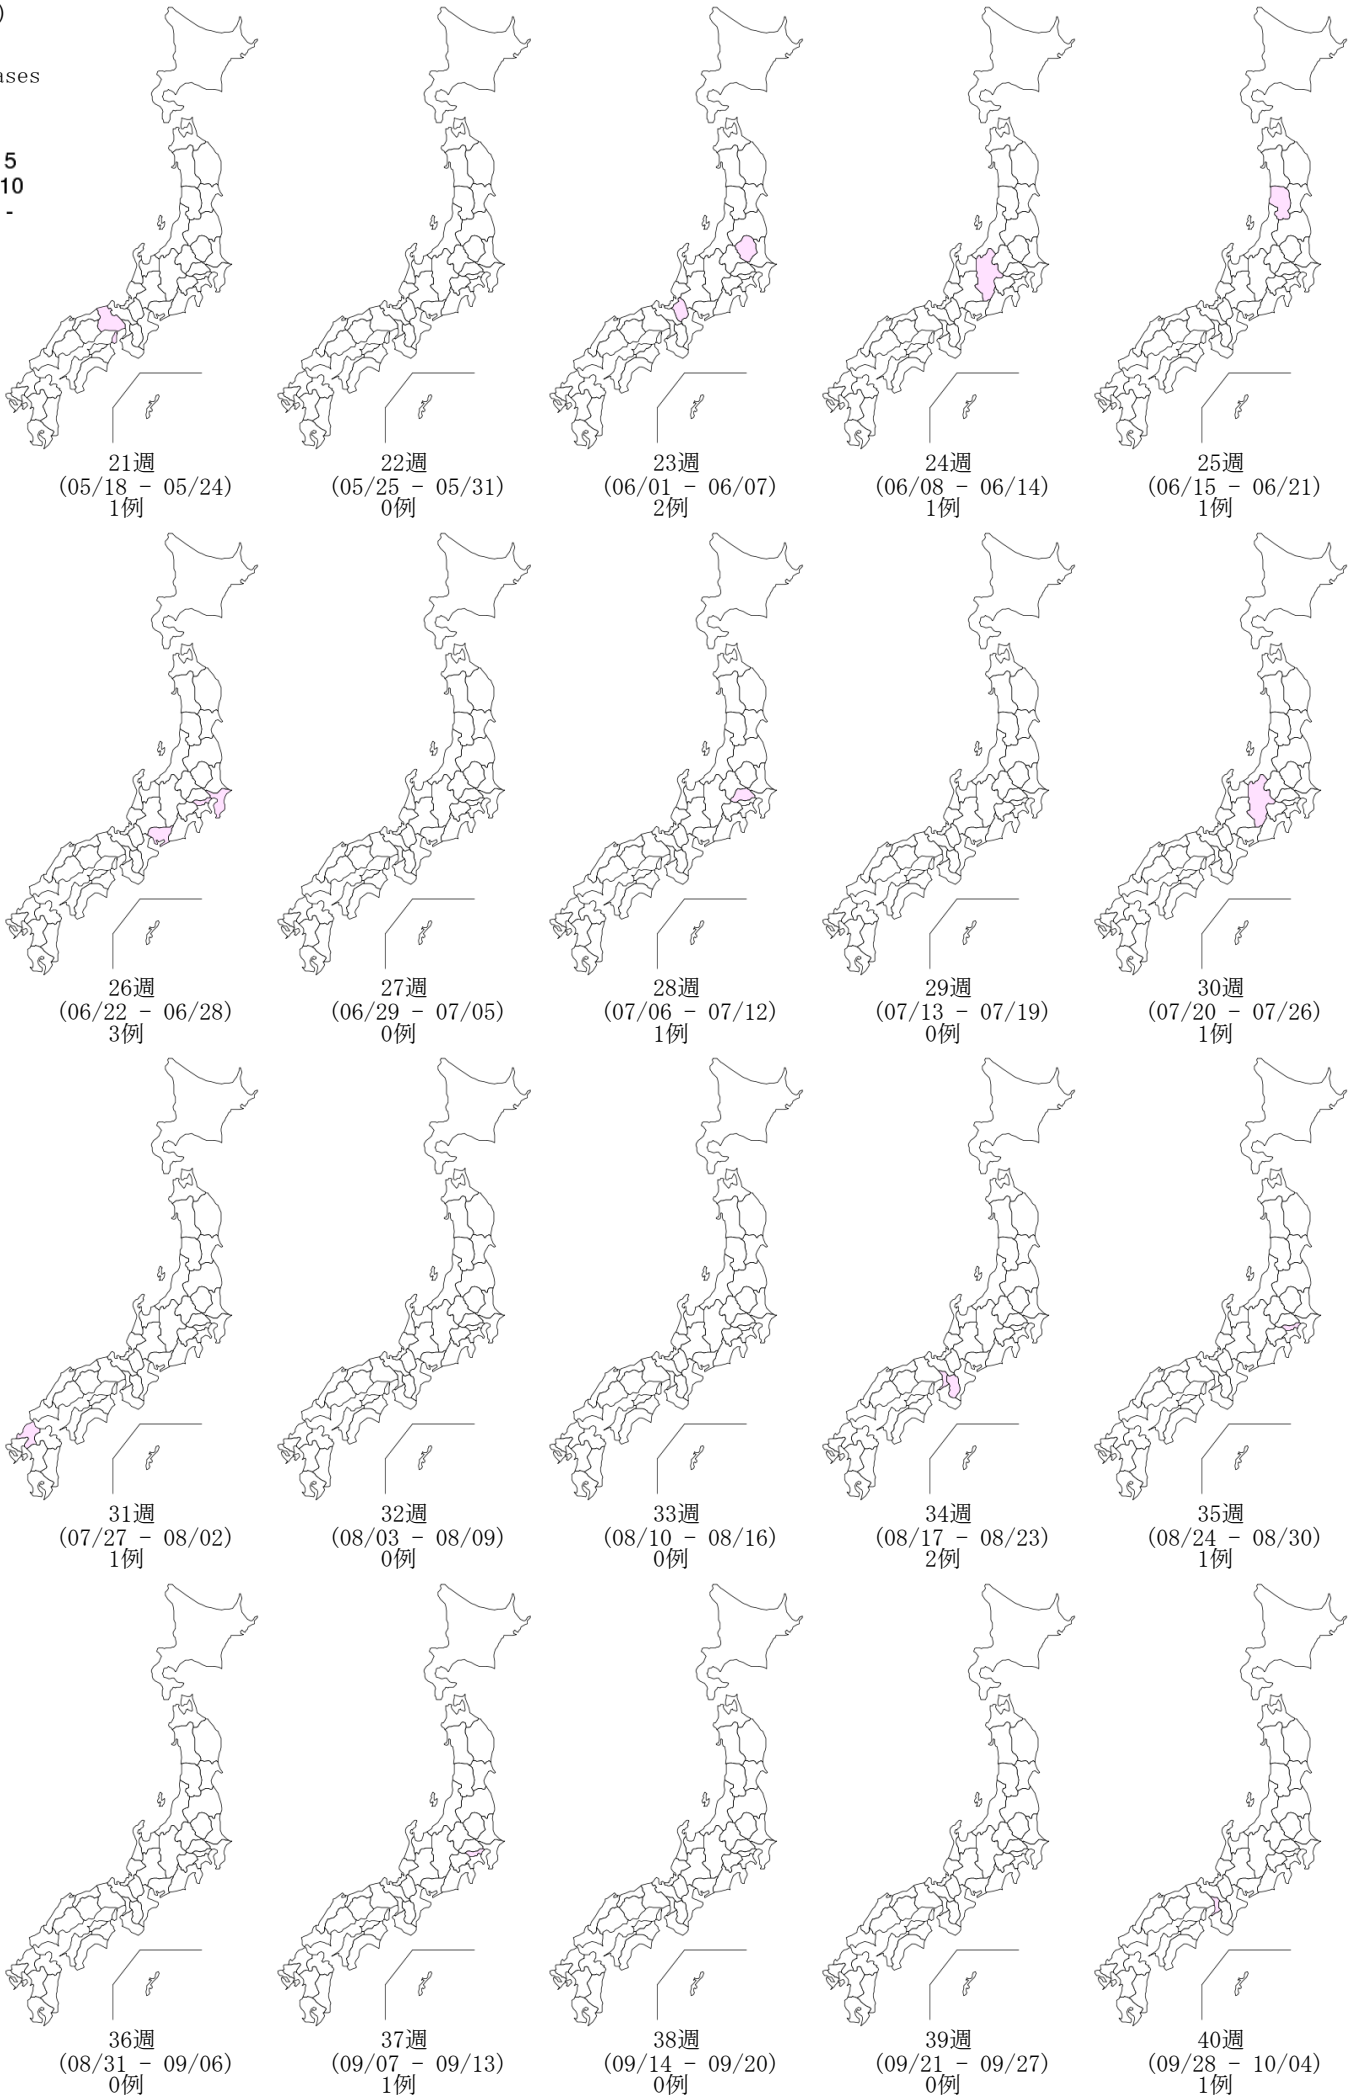 )
ases
5
10
-
21週
(05/18 - 05/24)
1例
22週
(05/25 - 05/31)
0例
23週
(06/01 - 06/07)
2例
24週
(06/08 - 06/14)
1例
25週
(06/15 - 06/21)
1例
26週
(06/22 - 06/28)
3例
27週
(06/29 - 07/05)
0例
28週
(07/06 - 07/12)
1例
29週
(07/13 - 07/19)
0例
30週
(07/20 - 07/26)
1例
31週
(07/27 - 08/02)
1例
32週
(08/03 - 08/09)
0例
33週
(08/10 - 08/16)
0例
34週
(08/17 - 08/23)
2例
35週
(08/24 - 08/30)
1例
36週
(08/31 - 09/06)
0例
37週
(09/07 - 09/13)
1例
38週
(09/14 - 09/20)
0例
39週
(09/21 - 09/27)
0例
40週
(09/28 - 10/04)
1例